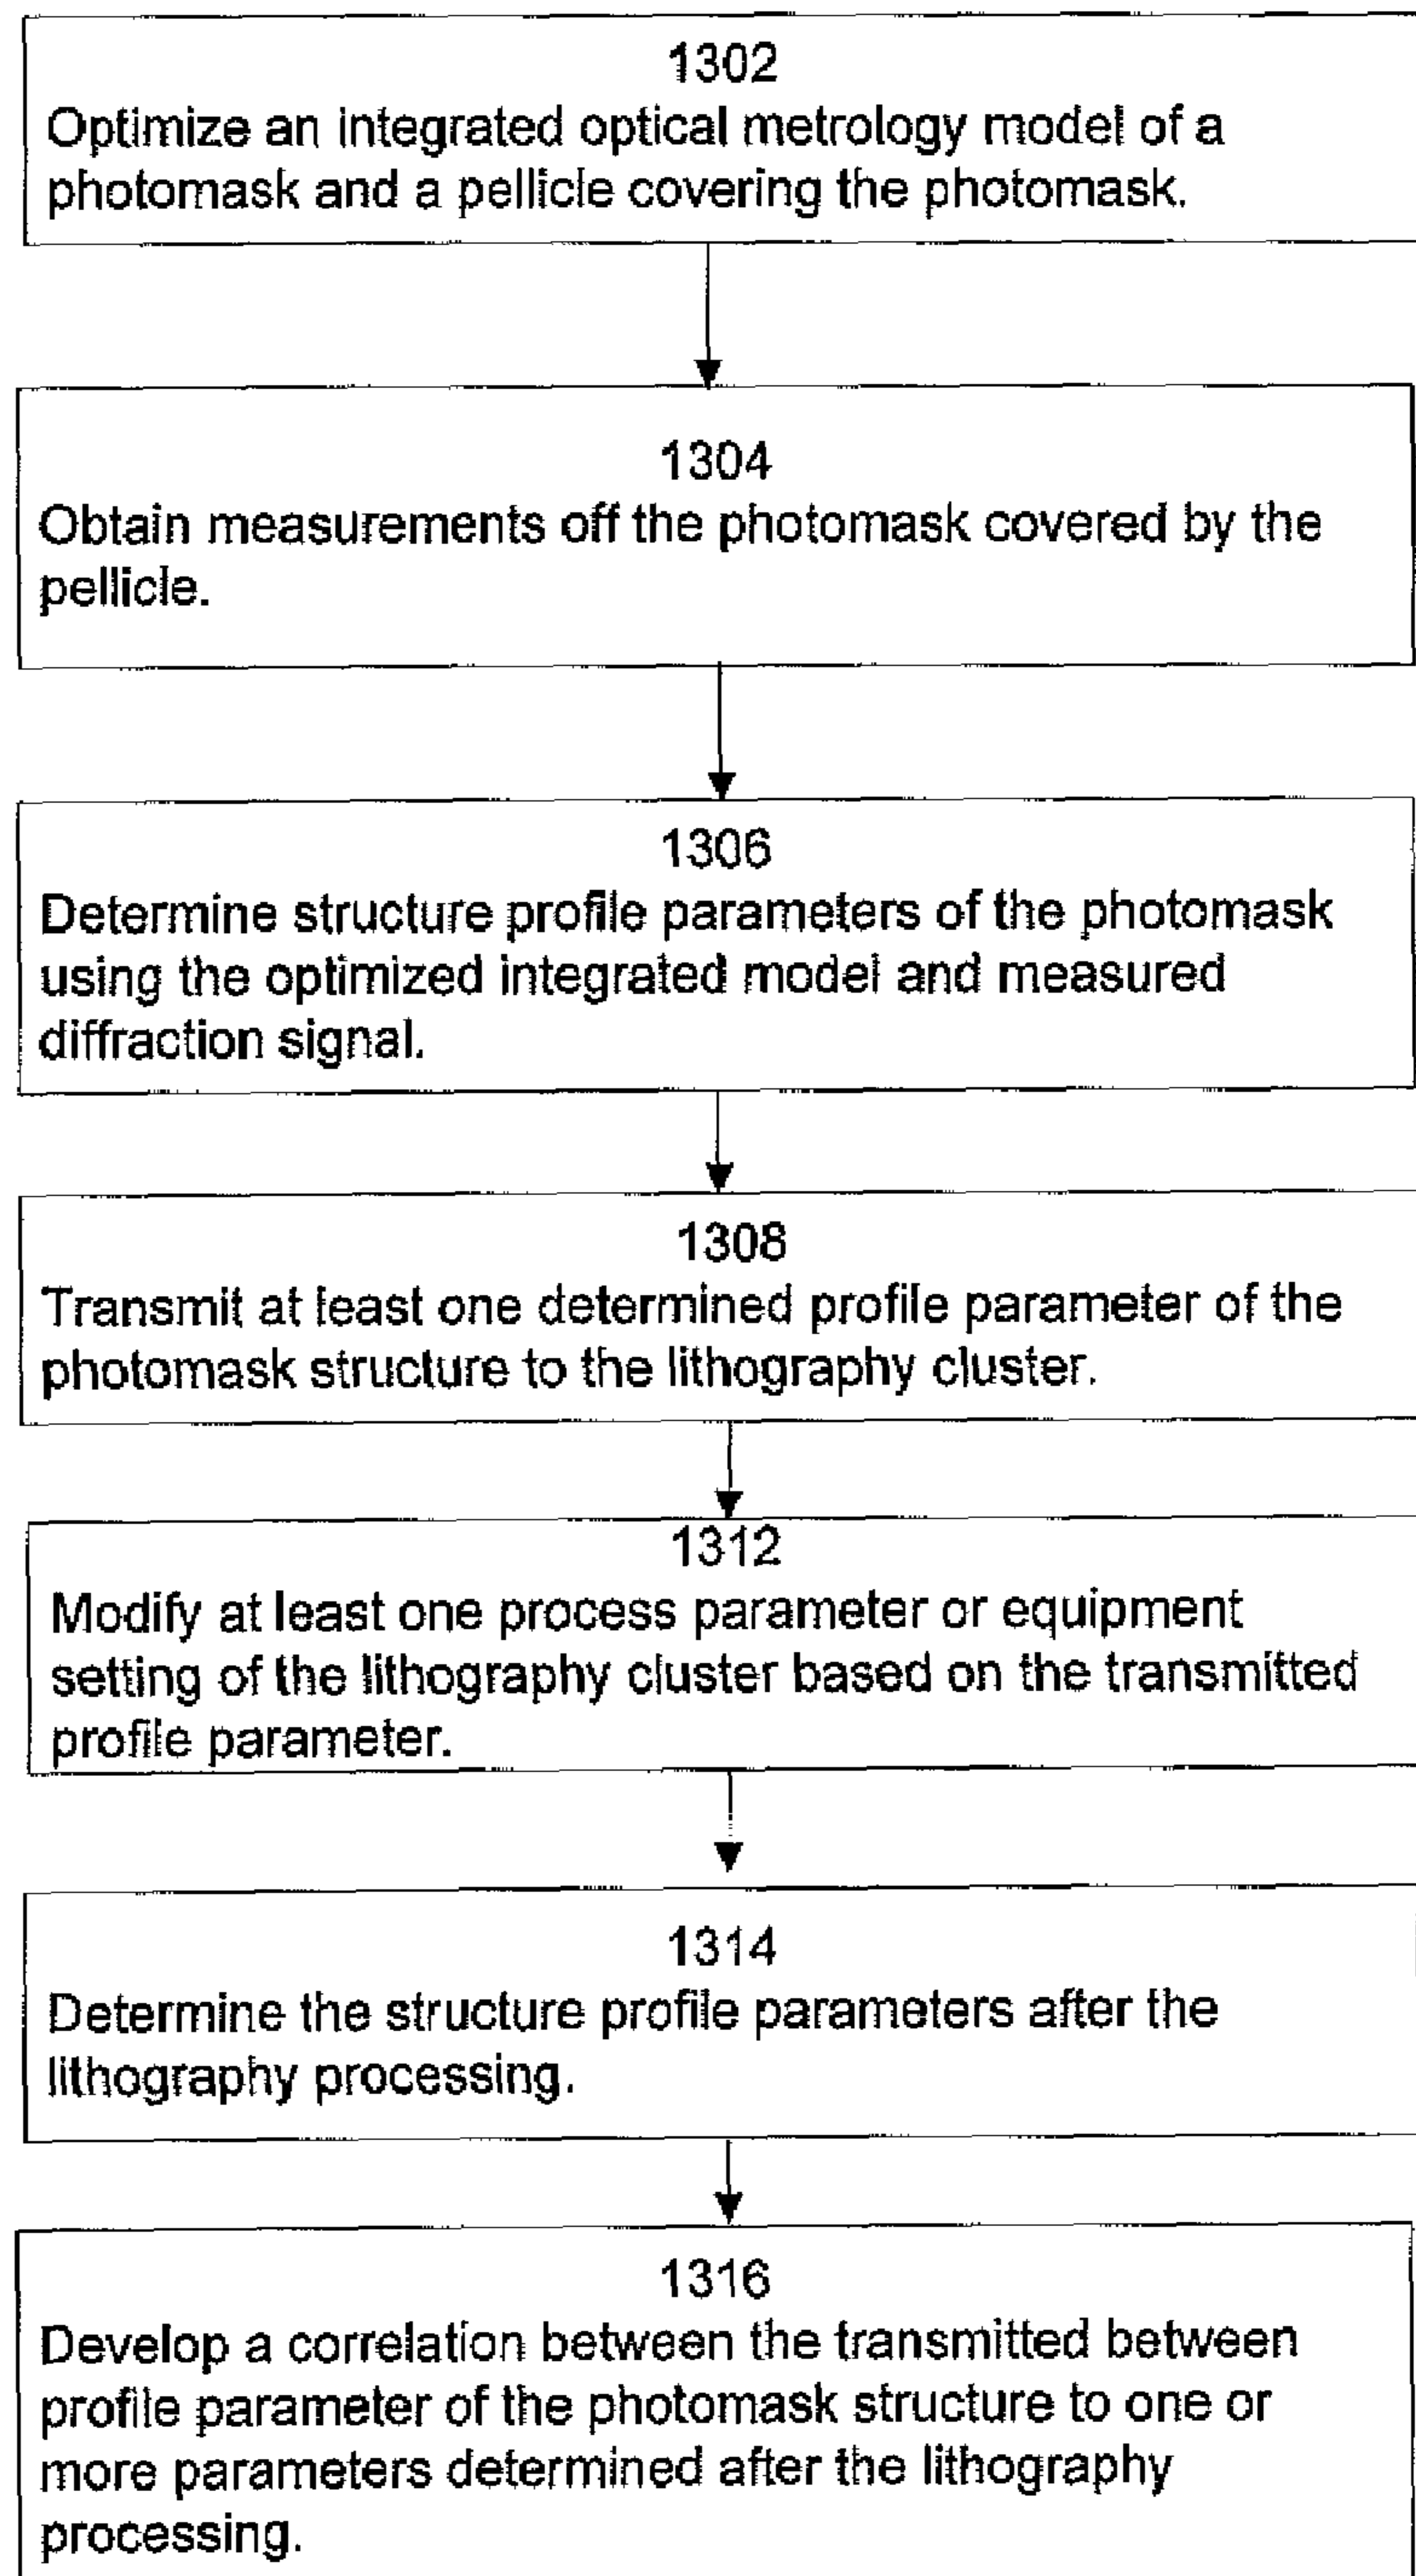 1302
Optimize an integrated optical metrology model of a
photomask and a pellicle covering the photomask.
1304
Obtain measurements off the photomask covered by the
pellicle.
1306
Determine structure profile parameters of the photomask
using the optimized integrated model and measured
diffraction signal.
1308
Transmit at least one determined profile parameter of the
photomask structure to the lithography cluster.
1312
Modify at least one process parameter or equipment
setting of the lithography cluster based on the transmitted
profile parameter.
1314
Determine the structure profile parameters after the
lithography processing.
1316
Develop a correlation between the transmitted between
profile parameter of the photomask structure to one or
more parameters determined after the lithography
processing.